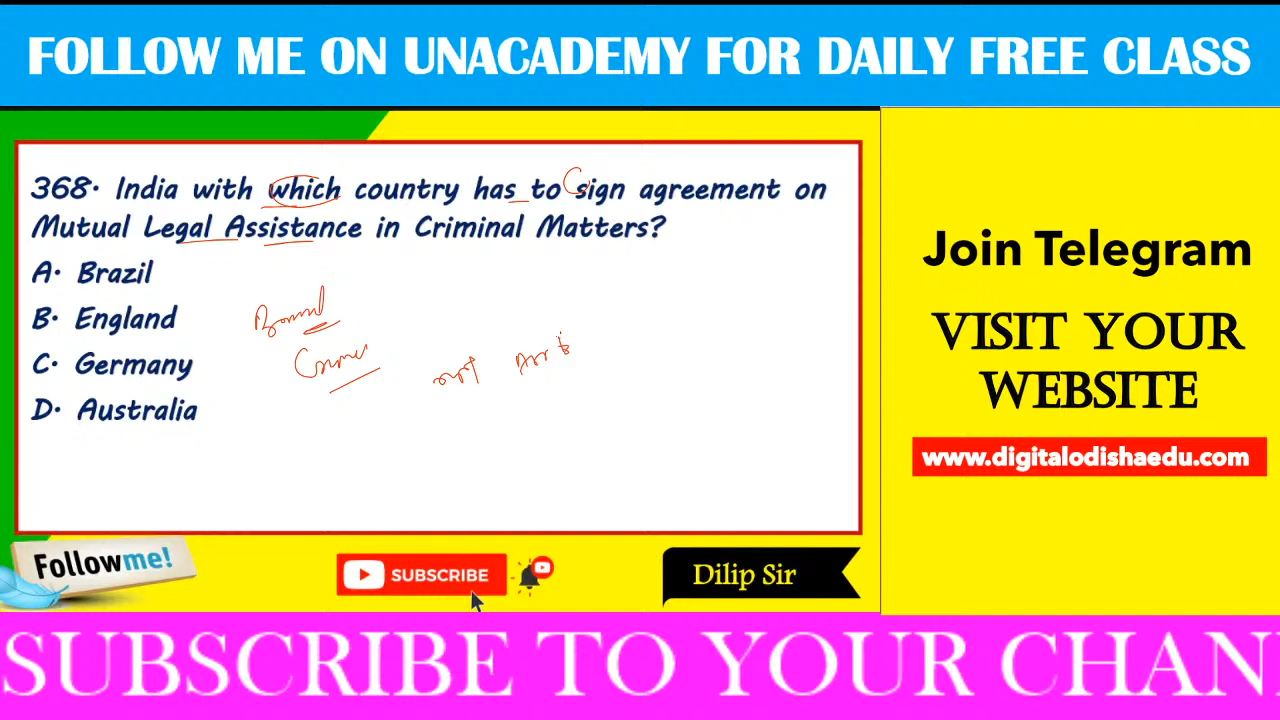 FOLLOW ME ON UNACADEMY FOR DAILY FREE CLASS
368. India with which country has to sign agreement on
Mutual Legal Assistance in Criminal Matters?
A. Brazil
B. England
C. Germany
D. Australia
Join Telegram
VISIT YOUR
WEBSITE
www.digitalodishaedu.com
Followme!
SUBSCRIBE
Dilip Sir
SUBSCRIBE TO YOUR CHAN